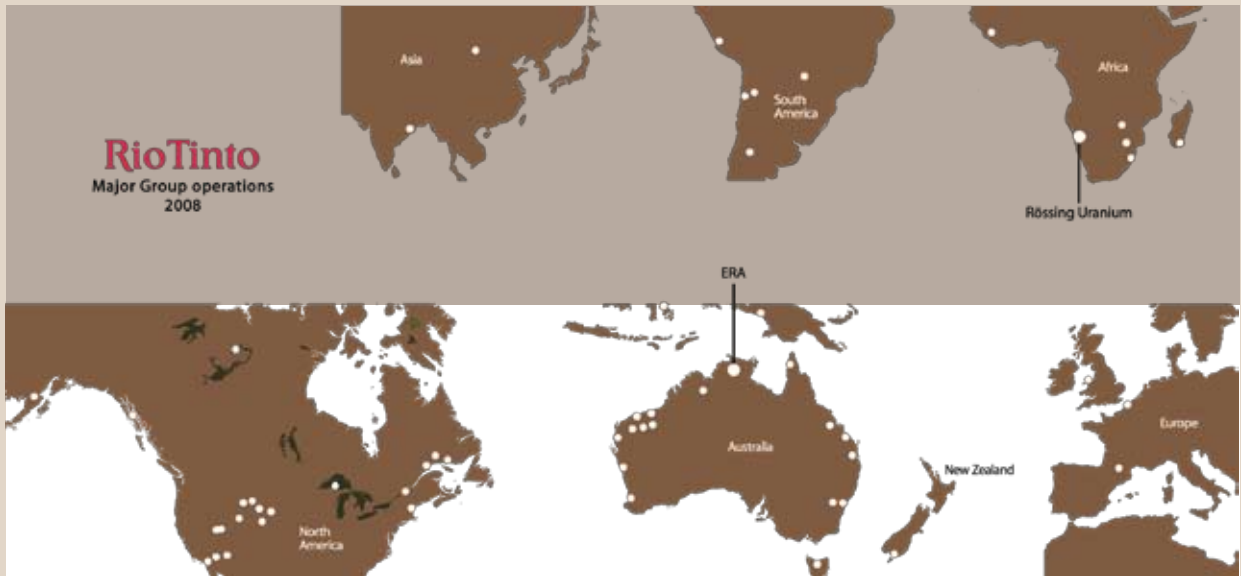 Asia
South
America
Africa
RioTinto
Major Group operations
2008
Rössing Uranium
ERA
North
America
Australia
New Zealand
Europe